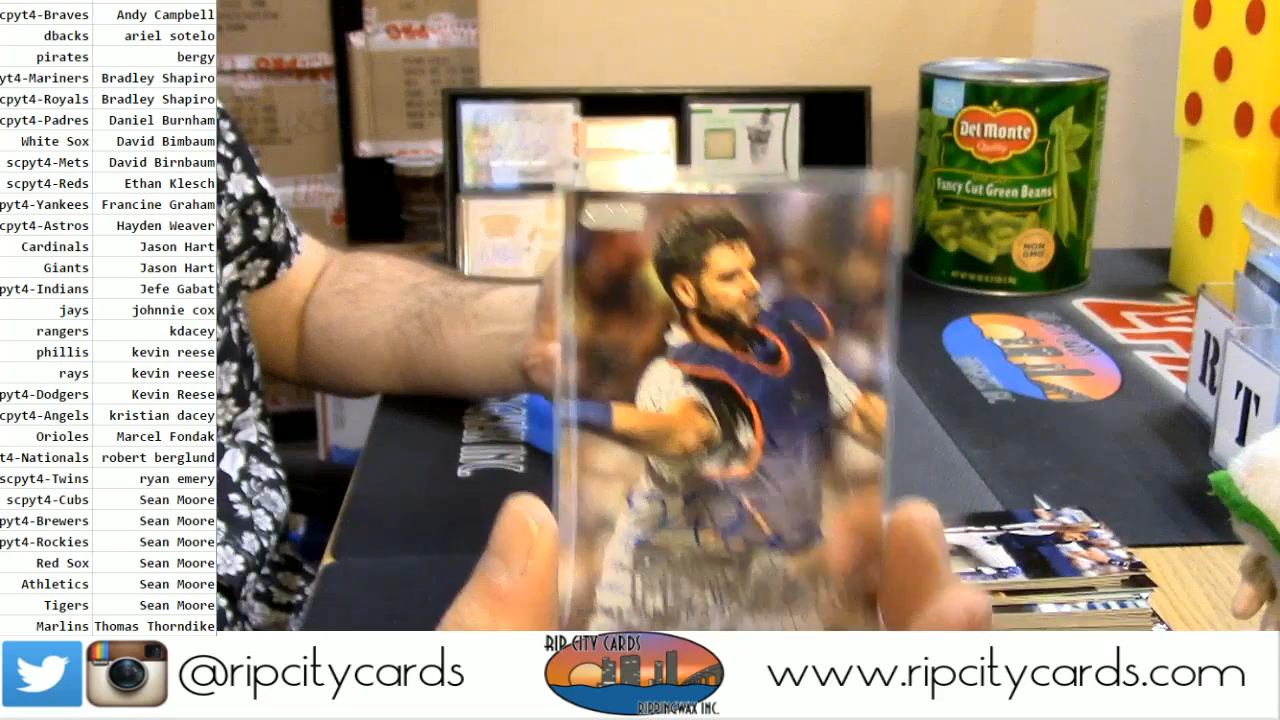 cpyt4-Braves Andy Campbell
dbacks ariel sotelo
pirates bergy
yt4-Mariners Bradley Shapiro
scpyt4-Royals Bradley Shapiro
cpyt4-Padres Daniel Burnham
White Sox David Bimbaum
scpyt4-Mets David Birnbaum
scpyt4-Reds Ethan Klesch
pyt4-Yankees Francine Graham
cpyt4-Astros Hayden Weaver
Cardinals Jason Hart
Giants Jason Hart
pyt4-Indians Jefe Gabat
jays johnnie cox
rangers kdacey
phillis kevin reese
rays kevin reese
cpyt4-Dodgers Kevin Reese
cpyt4-Angels kristian dacey
Orioles Marcel Fondak
t4-Nationals robert berglund
scpyt4-Twins ryan emery
scpyt4-Cubs Sean Moore
pyt4-Brewers Sean Moore
pyt4-Rockies Sean Moore
Red Sox Sean Moore
Athletics Sean Moore
Tigers Sean Moore
Marlins Thomas Thorndike
Del Monte
Quality
Fancy Cut Green Beans
NON
GMO
R
T
@ripcitycards
RIP CITY CARDS
RIPPINGWAX INC.
www.ripcitycards.com